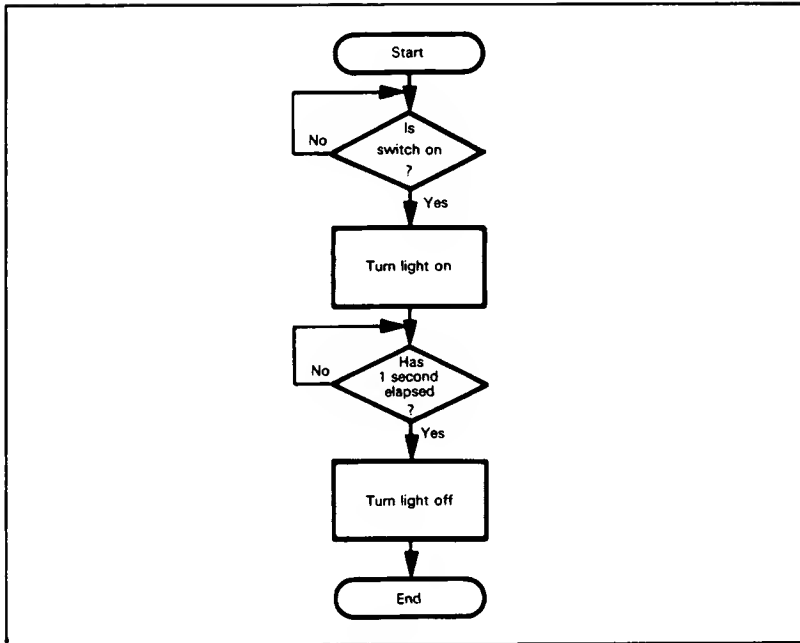 Start
Is
switch on
?
No
Yes
Turn light on
Has
1 second
elapsed
?
No
Yes
Turn light off
End